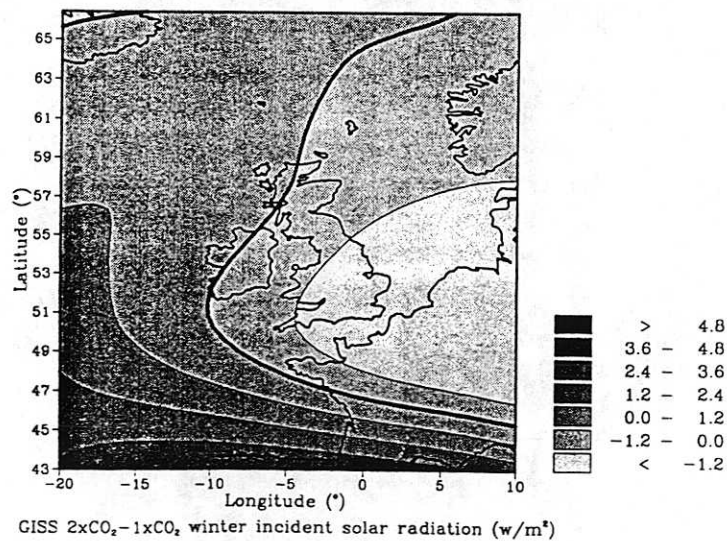 65
63
61
59
57
55
53
51
49
47
45
43
Latitude (°)
-20 -15 -10 -5 0 5 10
Longitude (°)
> 4.8
3.6 - 4.8
2.4 - 3.6
1.2 - 2.4
0.0 - 1.2
-1.2 - 0.0
< -1.2
GISS 2xCO₂-1xCO₂ winter incident solar radiation (w/m²)